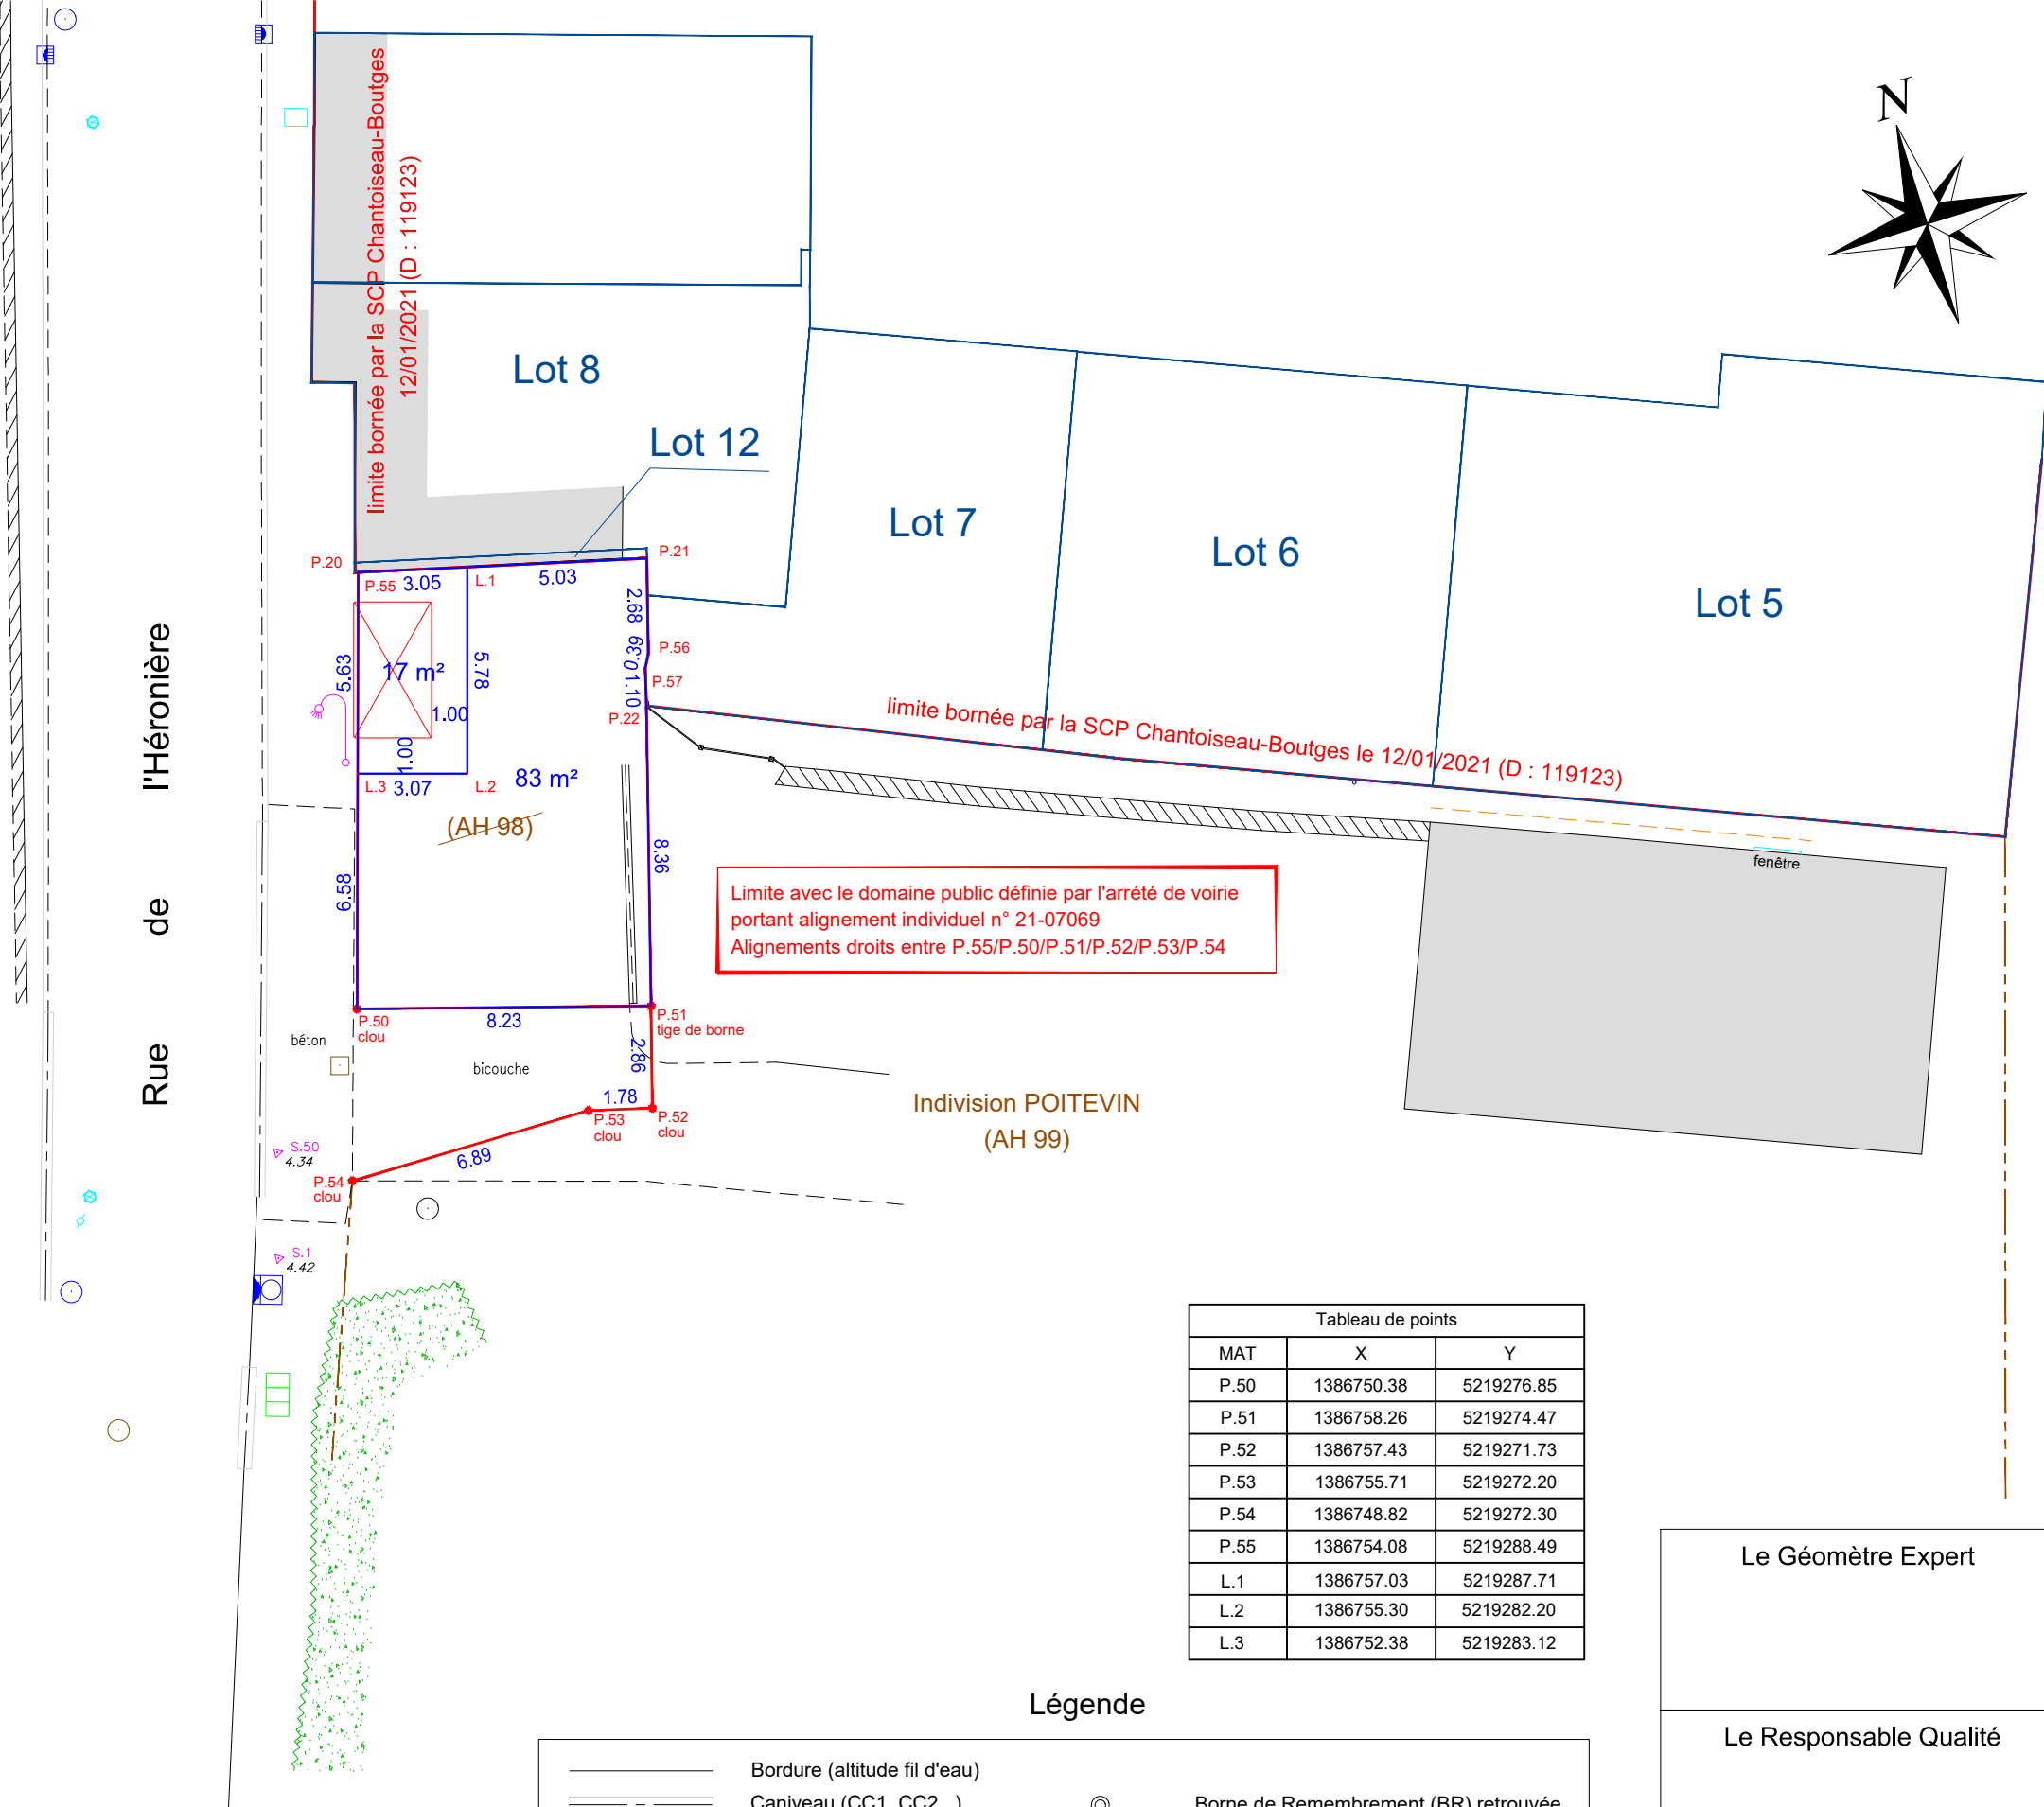 N
limite bornée par la SCP Chantoiseau-Boutges
12/01/2021 (D : 119123)
Lot 8
Lot 12
Lot 7
Lot 6
Lot 5
P.20
P.21
P.55
3.05
L.1
5.03
2.68
P.56
0.39
P.57
1.10
P.22
5.63
17 m²
5.78
1.00
1.00
L.3
3.07
L.2
83 m²
(AH 98)
limite bornée par la SCP Chantoiseau-Boutges le 12/01/2021 (D : 119123)
fenêtre
8.36
6.58
Limite avec le domaine public définie par l'arrété de voirie
portant alignement individuel n° 21-07069
Alignements droits entre P.55/P.50/P.51/P.52/P.53/P.54
Rue de l'Héronière
P.50
clou
8.23
P.51
tige de borne
béton
bicouche
2.86
1.78
P.53
clou
P.52
clou
6.89
Indivision POITEVIN
(AH 99)
S.50
4.34
P.54
clou
S.1
4.42
Tableau de points
MAT X Y
P.50 1386750.38 5219276.85
P.51 1386758.26 5219274.47
P.52 1386757.43 5219271.73
P.53 1386755.71 5219272.20
P.54 1386748.82 5219272.30
P.55 1386754.08 5219288.49
L.1 1386757.03 5219287.71
L.2 1386755.30 5219282.20
L.3 1386752.38 5219283.12
Le Géomètre Expert
Le Responsable Qualité
Légende
Bordure (altitude fil d'eau)
Caniveau (CC1, CC2...)
Borne de Remembrement (BR) retrouvée